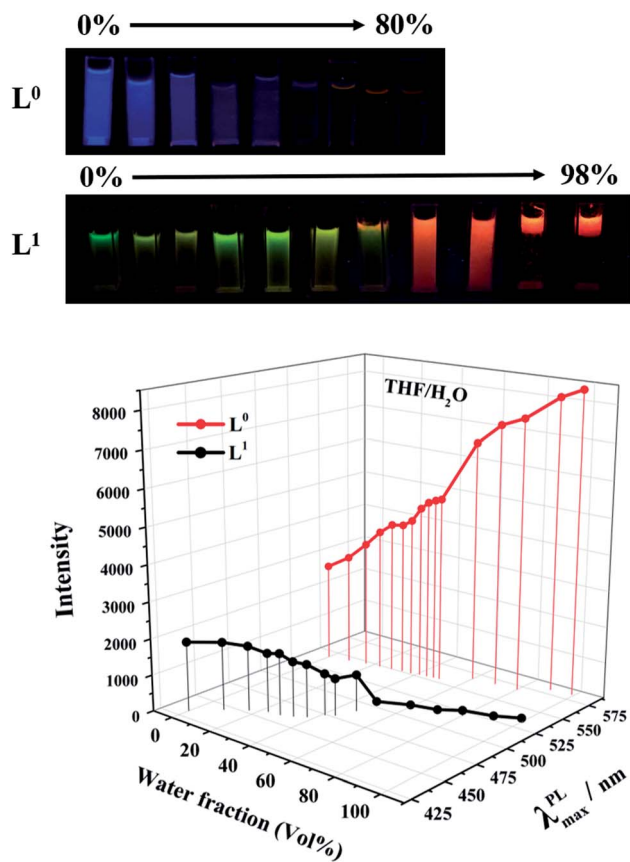 0% 80%
L⁰
0% 98%
L¹
THF/H₂O
L⁰
L¹
8000
7000
6000
5000
4000
3000
2000
1000
0
Intensity
0 20 40 60 80 100
Water fraction (Vol%)
425 450 475 500 525 550 575
λ^PL_max / nm